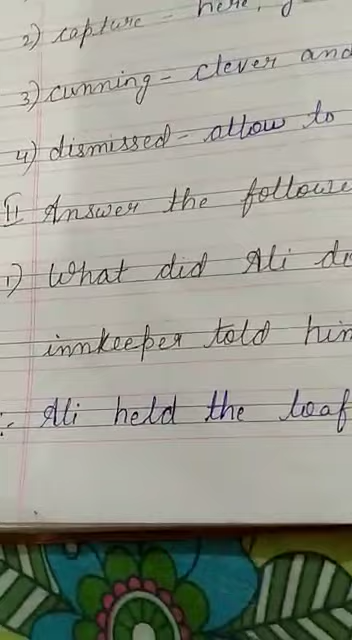 2) capture - here,
3) cunning - clever and
4) dismissed - allow to
II Answer the follow
1) What did Ali di
innkeeper told him
:- Ali held the loaf